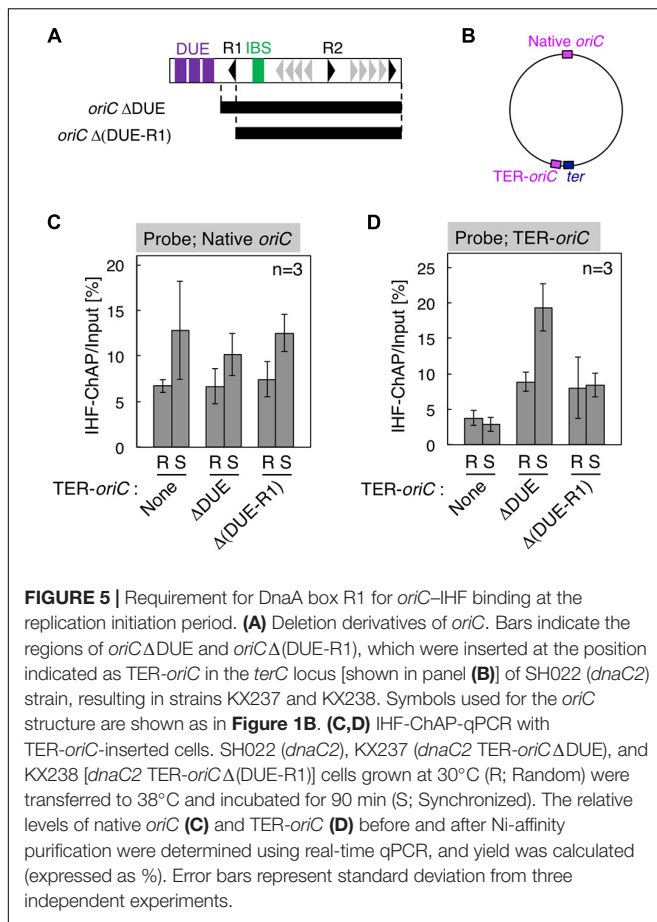 A
DUE R1 IBS R2
oriC ΔDUE
oriC Δ(DUE-R1)
B
Native oriC
TER-oriC ter
C
Probe; Native oriC
n=3
IHF-ChAP/Input [%]
20
15
10
5
0
R S R S R S
TER-oriC : None ΔDUE Δ(DUE-R1)
D
Probe; TER-oriC
n=3
IHF-ChAP/Input [%]
25
20
15
10
5
0
R S R S R S
TER-oriC : None ΔDUE Δ(DUE-R1)
FIGURE 5 | Requirement for DnaA box R1 for oriC–IHF binding at the
replication initiation period. (A) Deletion derivatives of oriC. Bars indicate the
regions of oriCΔDUE and oriCΔ(DUE-R1), which were inserted at the position
indicated as TER-oriC in the terC locus [shown in panel (B)] of SH022 (dnaC2)
strain, resulting in strains KX237 and KX238. Symbols used for the oriC
structure are shown as in Figure 1B. (C,D) IHF-ChAP-qPCR with
TER-oriC-inserted cells. SH022 (dnaC2), KX237 (dnaC2 TER-oriCΔDUE), and
KX238 [dnaC2 TER-oriCΔ(DUE-R1)] cells grown at 30°C (R; Random) were
transferred to 38°C and incubated for 90 min (S; Synchronized). The relative
levels of native oriC (C) and TER-oriC (D) before and after Ni-affinity
purification were determined using real-time qPCR, and yield was calculated
(expressed as %). Error bars represent standard deviation from three
independent experiments.